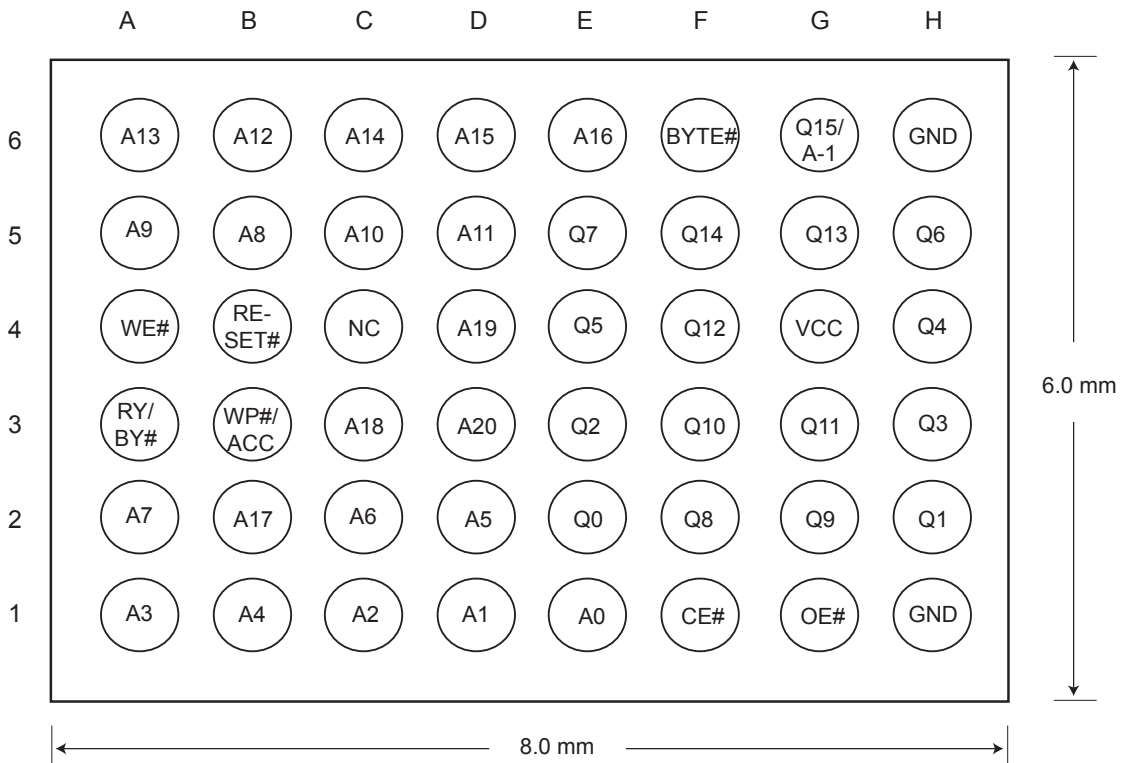 A B C D E F G H
6 A13 A12 A14 A15 A16 BYTE# Q15/ A-1 GND
5 A9 A8 A10 A11 Q7 Q14 Q13 Q6
4 WE# RE- SET# NC A19 Q5 Q12 VCC Q4
6.0 mm
3 RY/ BY# WP#/ ACC A18 A20 Q2 Q10 Q11 Q3
2 A7 A17 A6 A5 Q0 Q8 Q9 Q1
1 A3 A4 A2 A1 A0 CE# OE# GND
8.0 mm